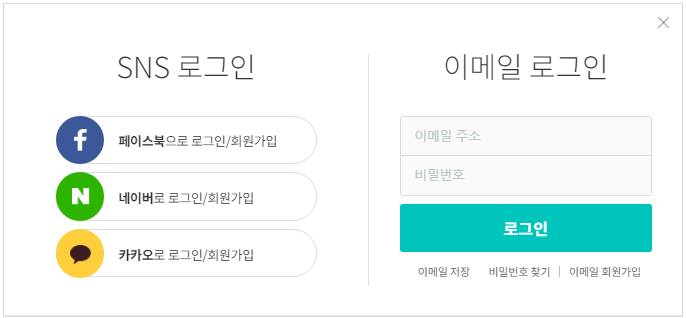 SNS 로그인
페이스북으로 로그인/회원가입
네이버로 로그인/회원가입
카카오로 로그인/회원가입
이메일 로그인
이메일 주소
비밀번호
로그인
이메일 저장 비밀번호 찾기 | 이메일 회원가입